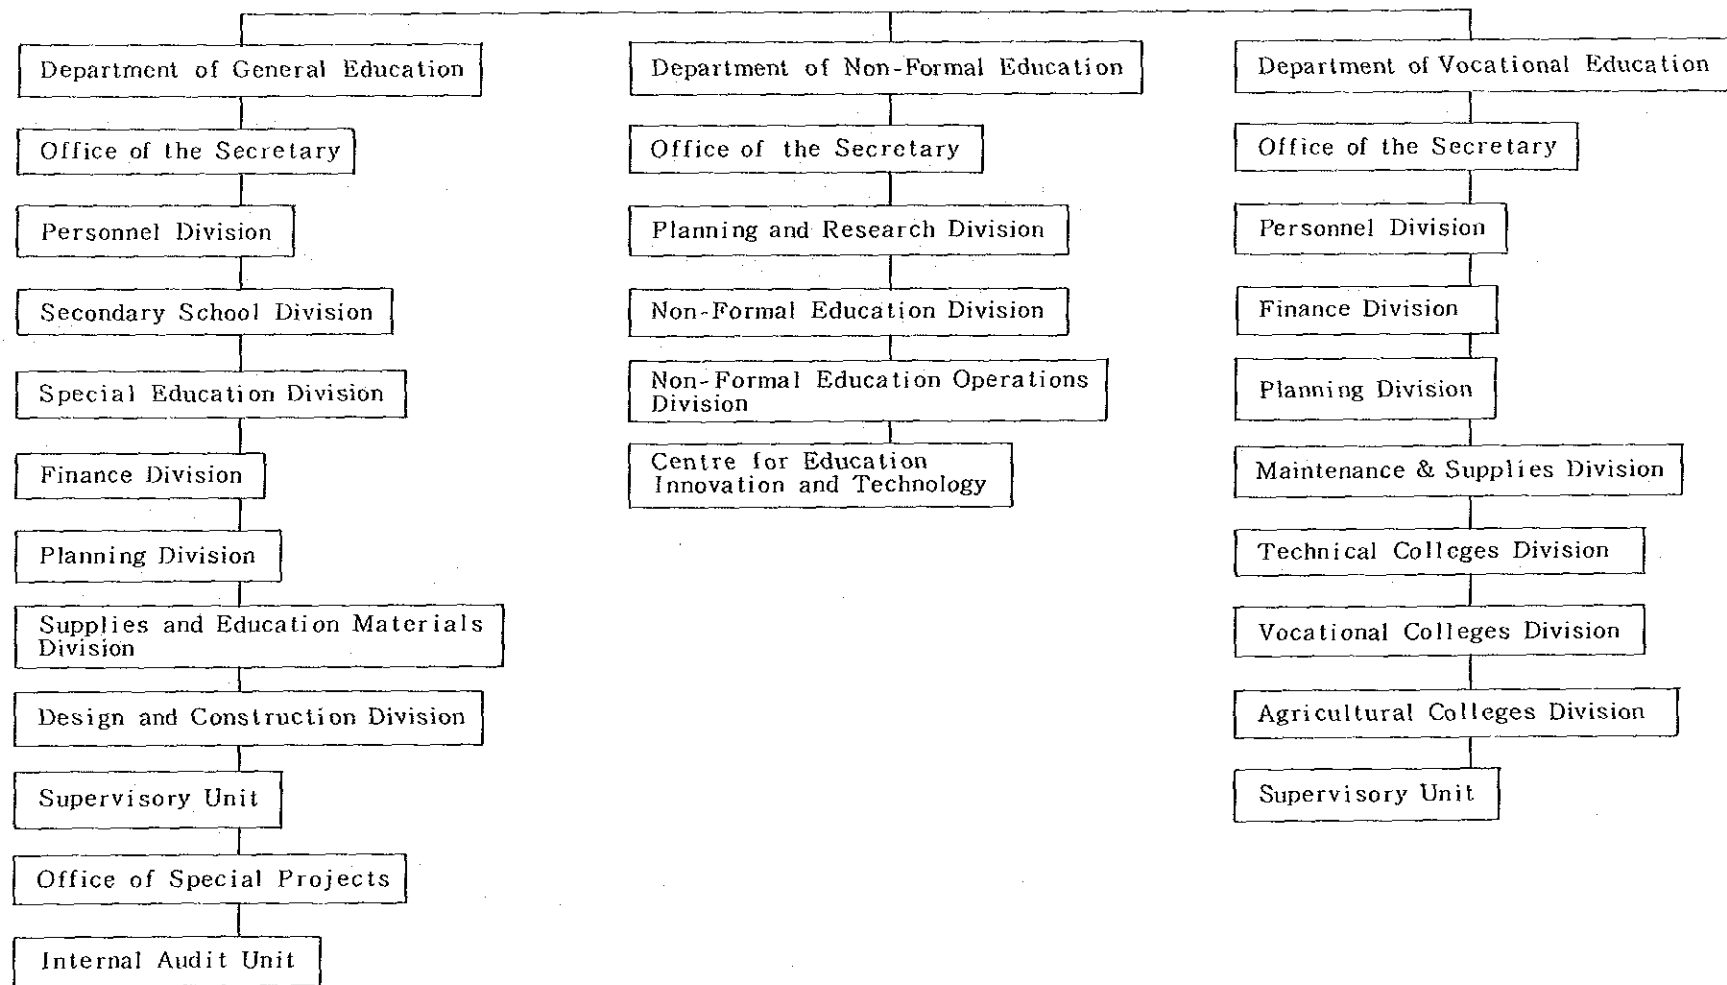 Department of General Education
Office of the Secretary
Personnel Division
Secondary School Division
Special Education Division
Finance Division
Planning Division
Supplies and Education Materials
Division
Design and Construction Division
Supervisory Unit
Office of Special Projects
Internal Audit Unit
Department of Non-Formal Education
Office of the Secretary
Planning and Research Division
Non-Formal Education Division
Non-Formal Education Operations
Division
Centre for Education
Innovation and Technology
Department of Vocational Education
Office of the Secretary
Personnel Division
Finance Division
Planning Division
Maintenance & Supplies Division
Technical Colleges Division
Vocational Colleges Division
Agricultural Colleges Division
Supervisory Unit